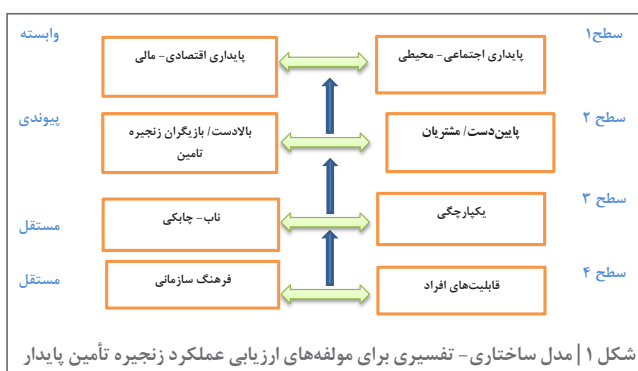 سطح۱
پایداری اجتماعی- محیطی
پایداری اقتصادی- مالی
وابسته
سطح ۲
پایین‌دست/ مشتریان
بالادست/ بازیگران زنجیره
تامین
پیوندی
سطح ۳
یکپارچگی
ناب- چابکی
مستقل
سطح ۴
قابلیت‌های افراد
فرهنگ سازمانی
مستقل
شکل ۱ | مدل ساختاری- تفسیری برای مولفه‌های ارزیابی عملکرد زنجیره تأمین پایدار